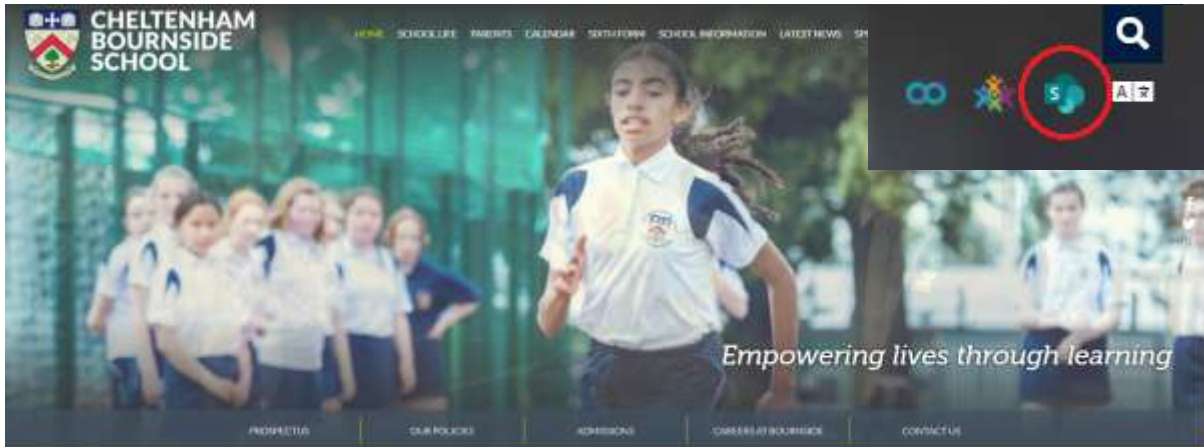 CHELTENHAM
BOURNSIDE
SCHOOL
HOME SCHOOL LIFE PARENTS CALENDAR SIXTH FORM SCHOOL INFORMATION LATEST NEWS
S
A
Empowering lives through learning
PROSPECTUS OUR POLICIES ADMISSIONS CAREERS AT BOURNSIDE CONTACT US